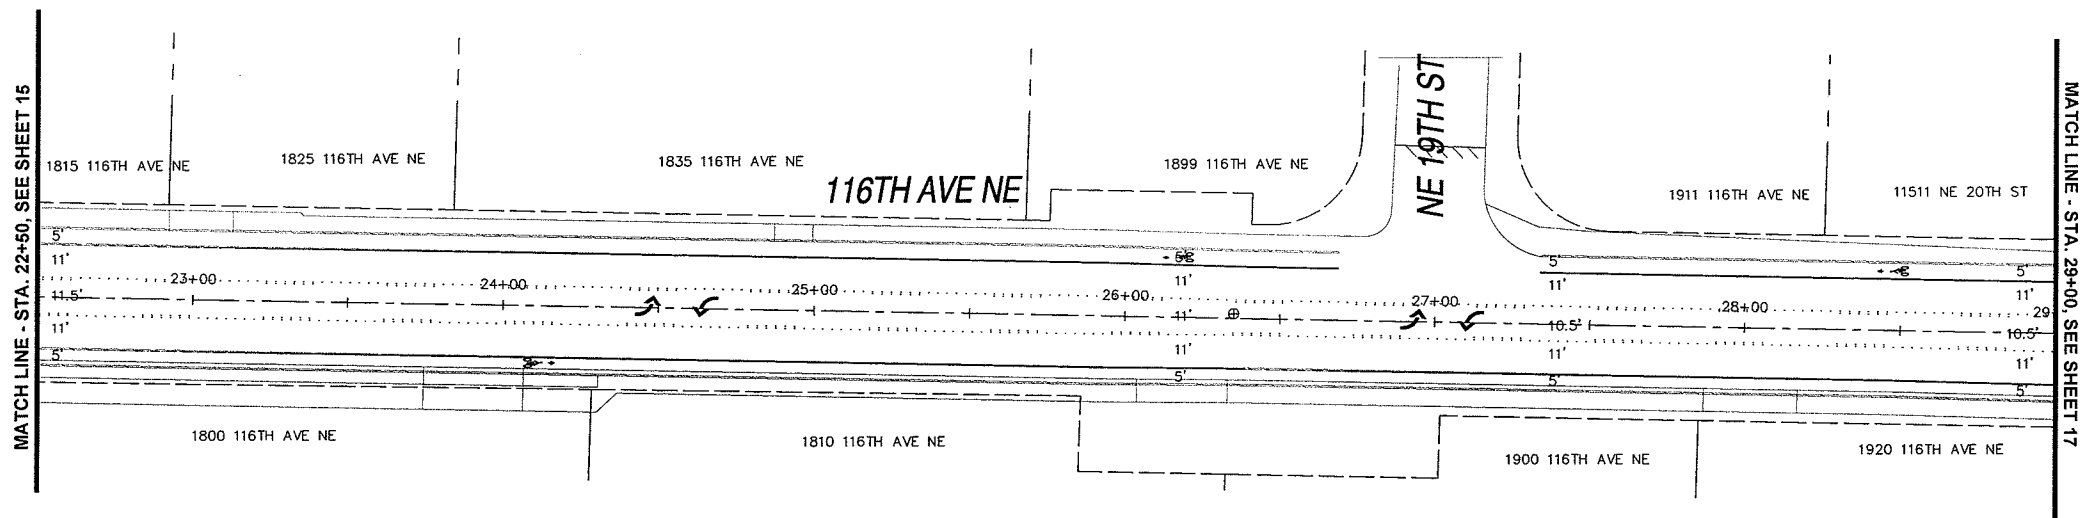 MATCH LINE - STA. 22+50, SEE SHEET 15
1815 116TH AVE NE
1825 116TH AVE NE
1835 116TH AVE NE
116TH AVE NE
1899 116TH AVE NE
NE 19TH ST
1911 116TH AVE NE
11511 NE 20TH ST
MATCH LINE - STA. 29+00, SEE SHEET 17
5'
11'
11.5'
11'
5'
23+00
24+00
25+00
26+00
5'
11'
11'
11'
5'
27+00
5'
11'
10.5'
11'
5'
28+00
29
5'
11'
10.5'
11'
5'
1800 116TH AVE NE
1810 116TH AVE NE
1900 116TH AVE NE
1920 116TH AVE NE